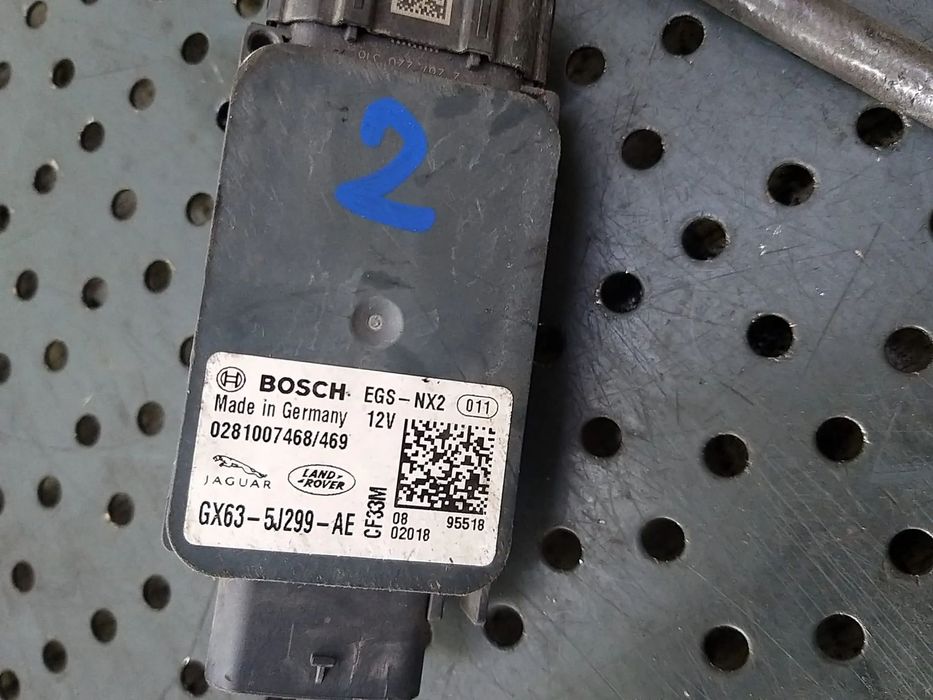 2
BOSCH EGS-NX2 011
Made in Germany 12V
0281007468/469
JAGUAR LAND-ROVER
GX63-5J299-AE CF33M
08 95518
02018